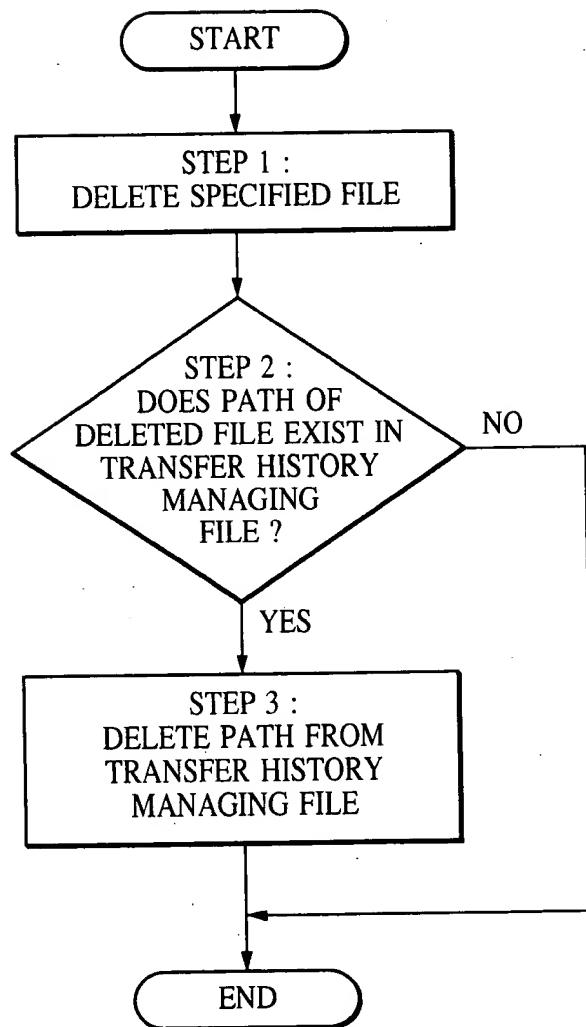 START
STEP 1 :
DELETE SPECIFIED FILE
STEP 2 :
DOES PATH OF
DELETED FILE EXIST IN
TRANSFER HISTORY
MANAGING
FILE ?
NO
YES
STEP 3 :
DELETE PATH FROM
TRANSFER HISTORY
MANAGING FILE
END